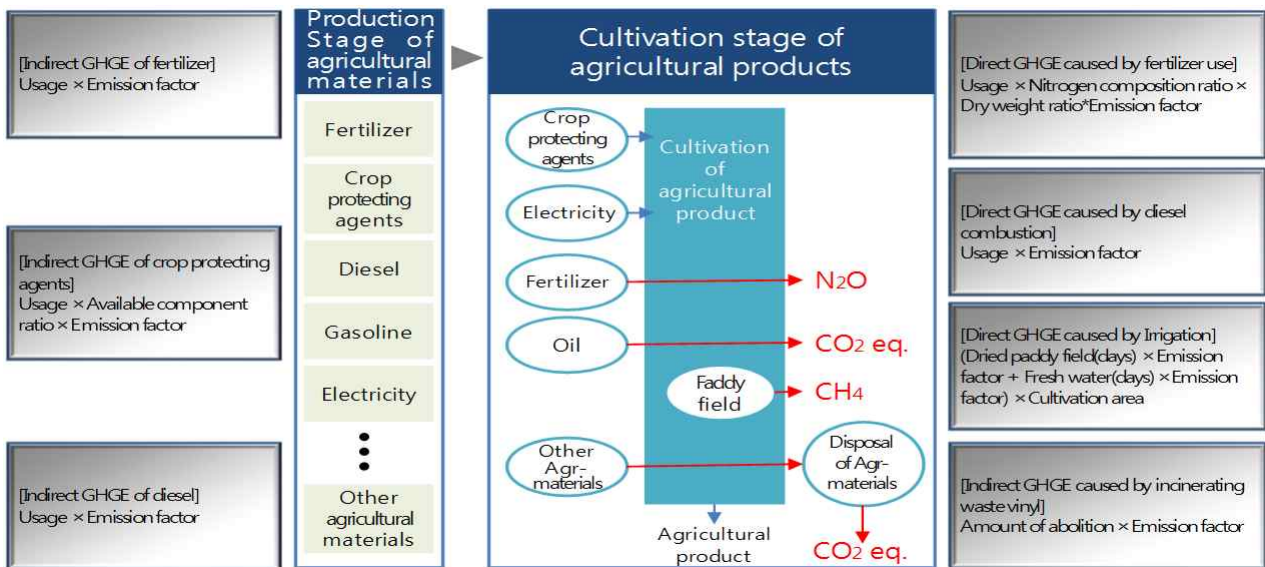 [Indirect GHGE of fertilizer]
Usage × Emission factor
[Indirect GHGE of crop protecting
agents]
Usage × Available component
ratio × Emission factor
[Indirect GHGE of diesel]
Usage × Emission factor
Production
Stage of
agricultural
materials
Fertilizer
Crop
protecting
agents
Diesel
Gasoline
Electricity
Other
agricultural
materials
Cultivation stage of
agricultural products
Crop
protecting
agents
Electricity
Fertilizer
Oil
Other
Agr-
materials
Cultivation
of
agricultural
product
Faddy
field
N2O
CO2 eq.
CH4
Disposal
of Agr-
materials
CO2 eq.
Agricultural
product
[Direct GHGE caused by fertilizer use]
Usage × Nitrogen composition ratio ×
Dry weight ratio*Emission factor
[Direct GHGE caused by diesel
combustion]
Usage × Emission factor
[Direct GHGE caused by Irrigation]
(Dried paddy field(days) × Emission
factor + Fresh water(days) × Emission
factor) × Cultivation area
[Indirect GHGE caused by incinerating
waste vinyl]
Amount of abolition × Emission factor